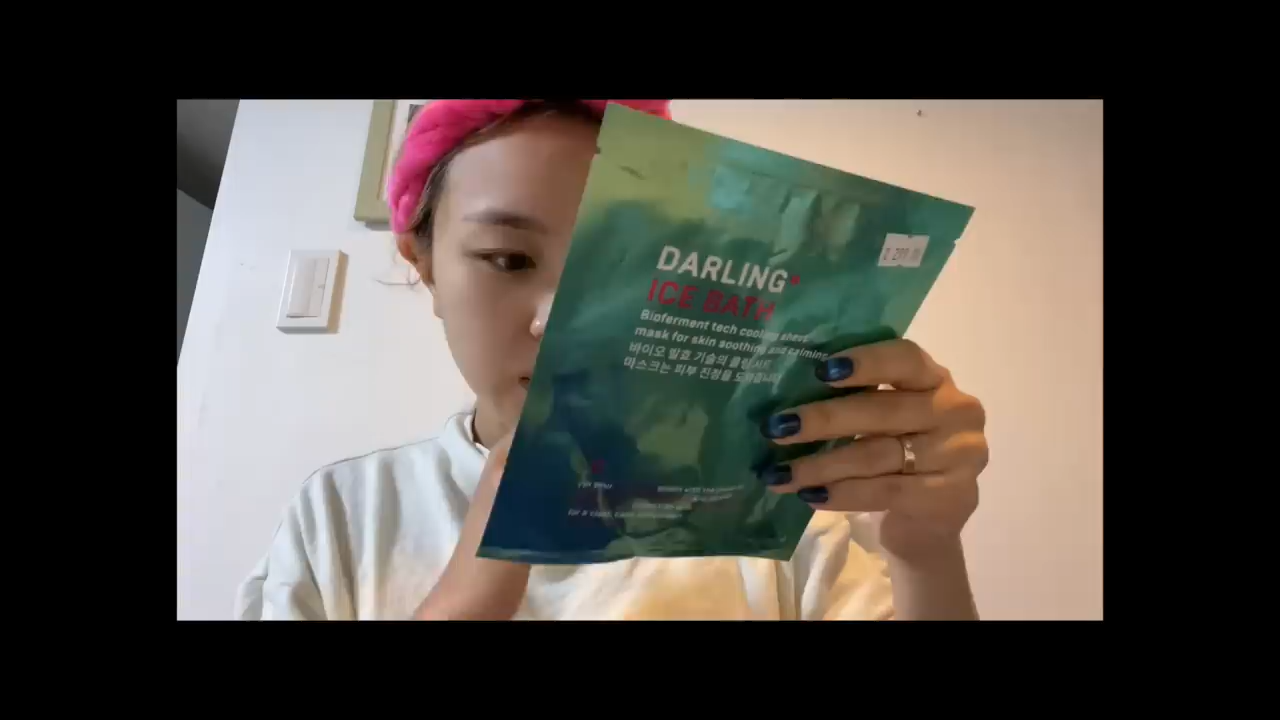 DARLING*
ICE BATH
Bioferment tech cooling sheet
mask for skin soothing and calming
바이오 발효 기술의 쿨링 시트
마스크는 피부 진정을 도와줍니다
for a